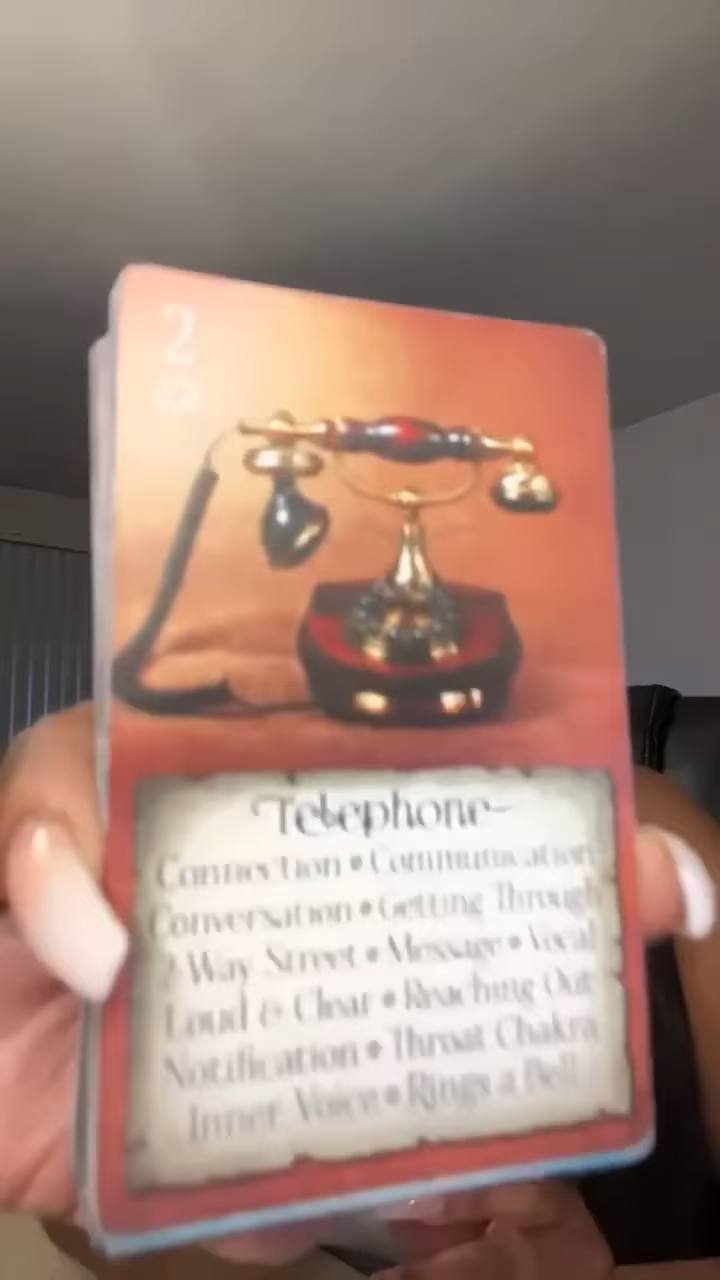 2
Telephone
Connection • Communication
Conversation • Getting Through
2 Way Street • Message • Vocal
Loud & Clear • Reaching Out
Notification • Throat Chakra
Inner Voice • Rings a Bell